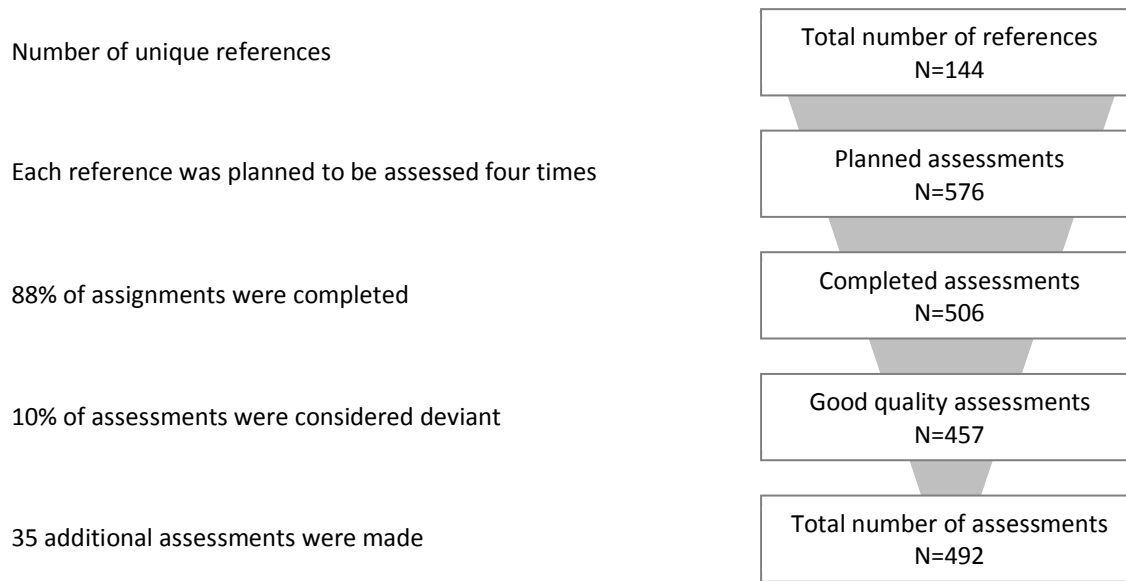 Number of unique references
Total number of references
N=144
Each reference was planned to be assessed four times
Planned assessments
N=576
88% of assignments were completed
Completed assessments
N=506
10% of assessments were considered deviant
Good quality assessments
N=457
35 additional assessments were made
Total number of assessments
N=492